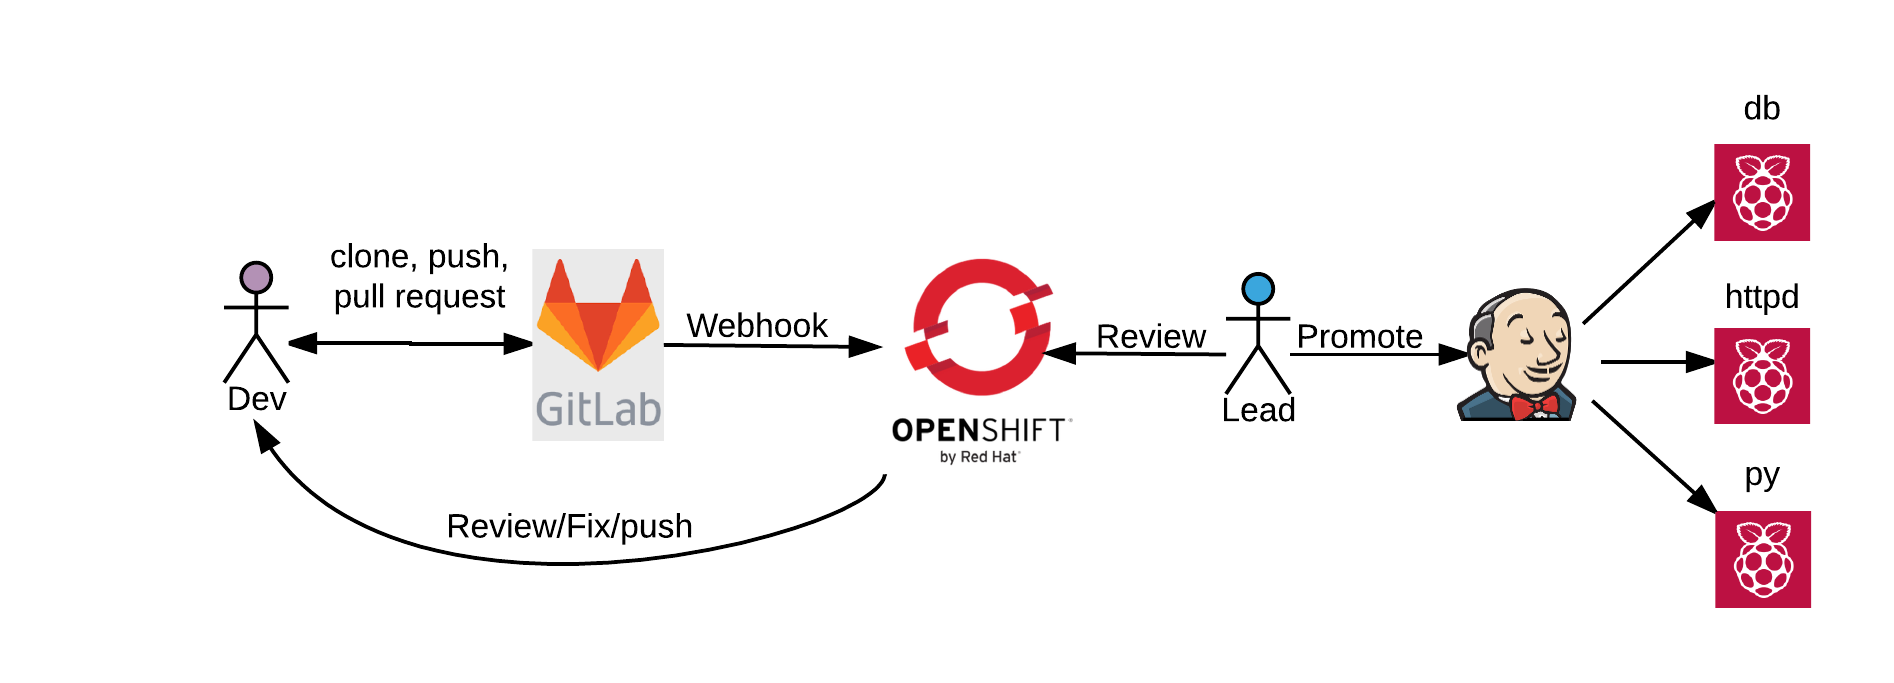 db
clone, push,
pull request
httpd
Webhook
Review
Promote
Dev
GitLab
Lead
OPENSHIFT
by Red Hat
py
Review/Fix/push